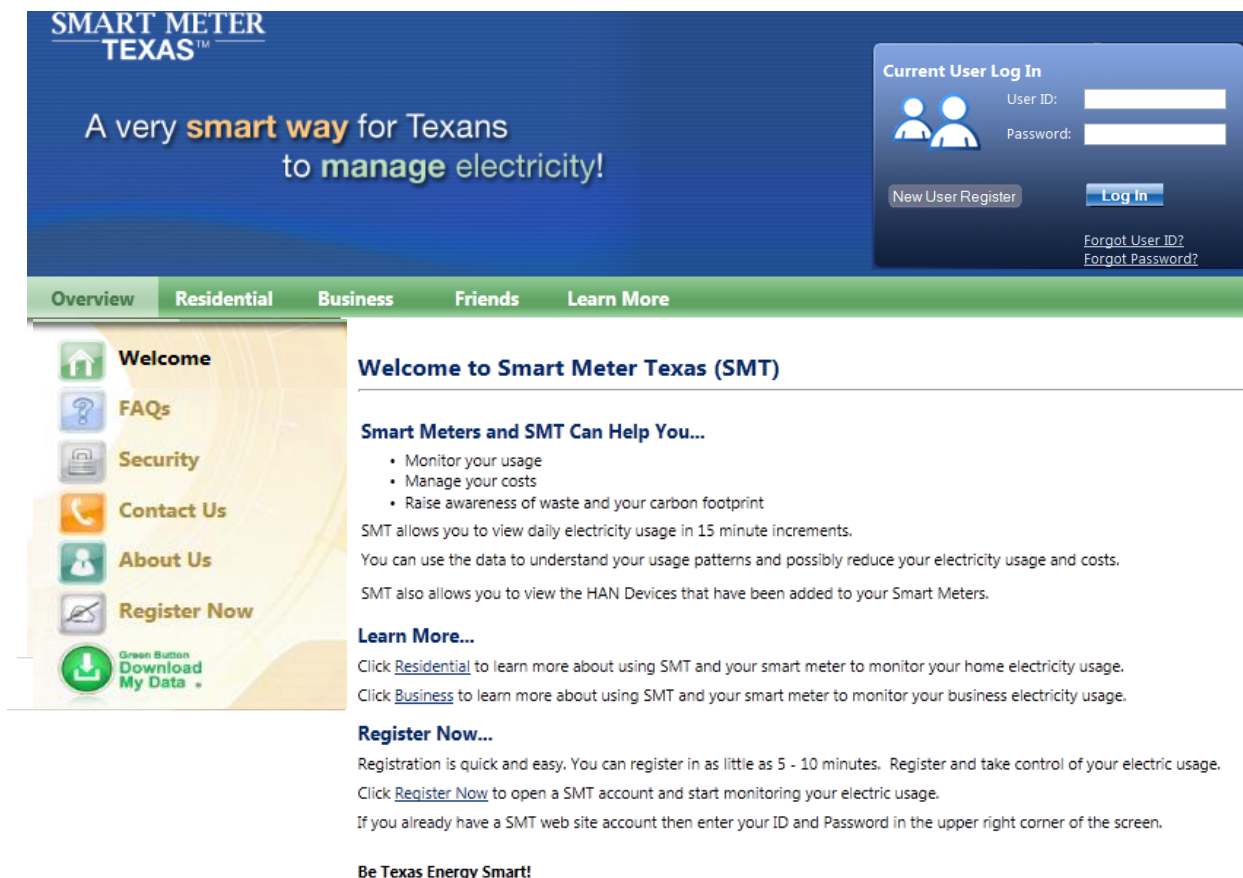 SMART METER
TEXAS™
A very smart way for Texans
to manage electricity!
Current User Log In
User ID:
Password:
New User Register
Log In
Forgot User ID?
Forgot Password?
Overview Residential Business Friends Learn More
Welcome
FAQs
Security
Contact Us
About Us
Register Now
Green Button
Download
My Data
Welcome to Smart Meter Texas (SMT)
Smart Meters and SMT Can Help You...
• Monitor your usage
• Manage your costs
• Raise awareness of waste and your carbon footprint
SMT allows you to view daily electricity usage in 15 minute increments.
You can use the data to understand your usage patterns and possibly reduce your electricity usage and costs.
SMT also allows you to view the HAN Devices that have been added to your Smart Meters.
Learn More...
Click Residential to learn more about using SMT and your smart meter to monitor your home electricity usage.
Click Business to learn more about using SMT and your smart meter to monitor your business electricity usage.
Register Now...
Registration is quick and easy. You can register in as little as 5 - 10 minutes. Register and take control of your electric usage.
Click Register Now to open a SMT account and start monitoring your electric usage.
If you already have a SMT web site account then enter your ID and Password in the upper right corner of the screen.
Be Texas Energy Smart!